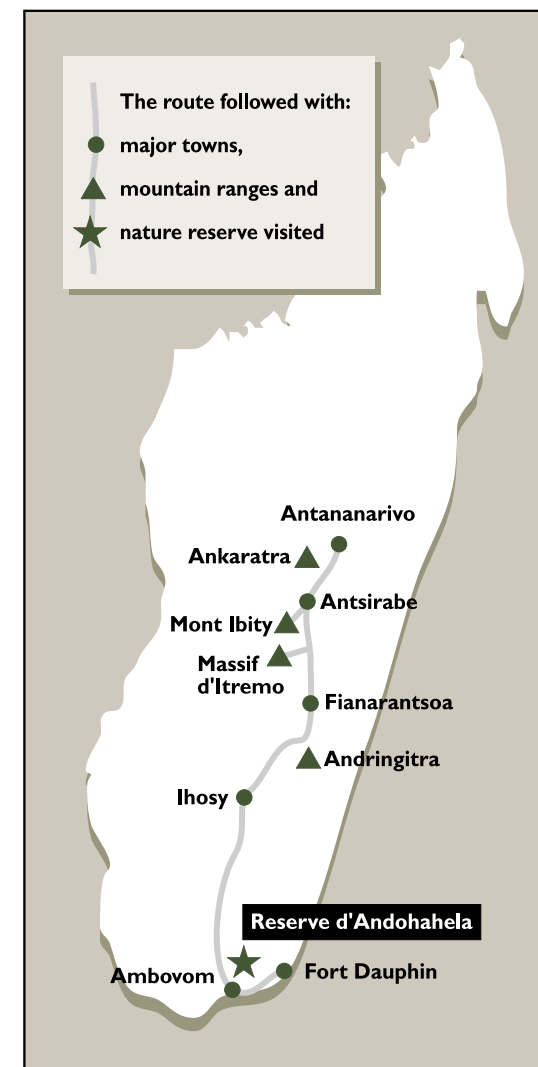 The route followed with:
major towns,
mountain ranges and
nature reserve visited
Antananarivo
Ankaratra
Antsirabe
Mont Ibity
Massif
d'Itremo
Fianarantsoa
Andringitra
Ihosy
Reserve d'Andohahela
Ambovom
Fort Dauphin